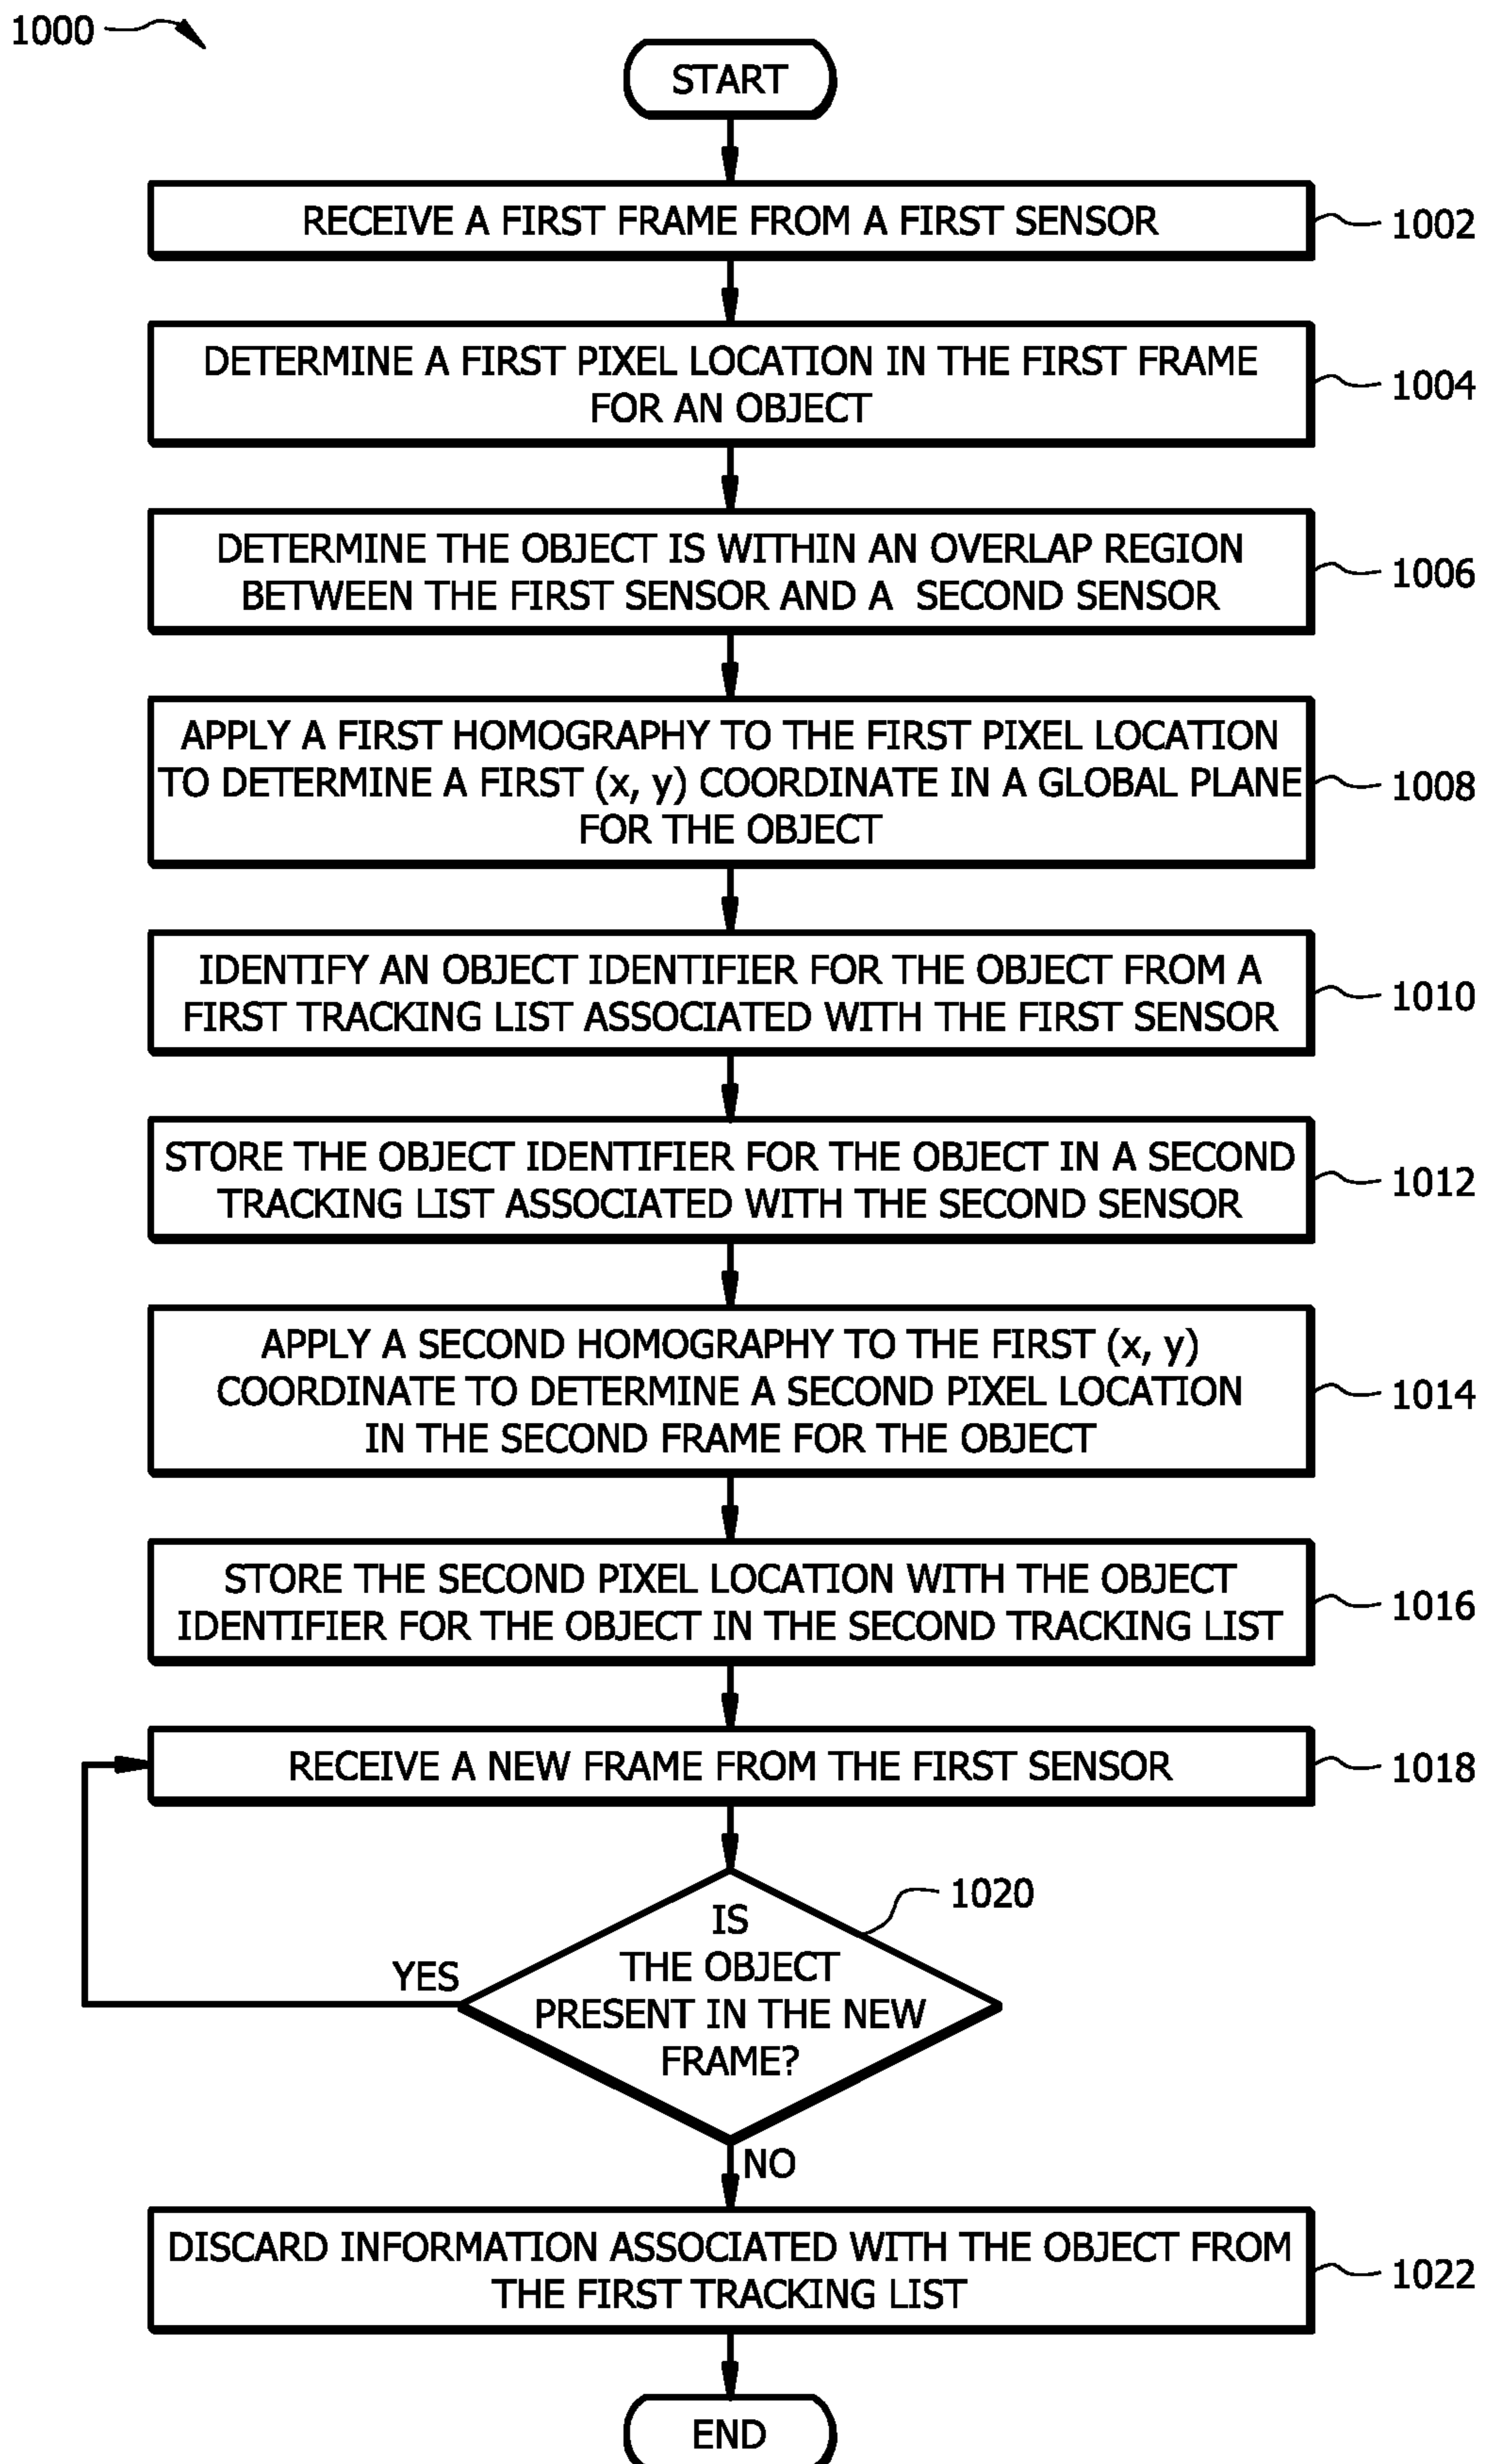 1000
START
RECEIVE A FIRST FRAME FROM A FIRST SENSOR
1002
DETERMINE A FIRST PIXEL LOCATION IN THE FIRST FRAME
FOR AN OBJECT
1004
DETERMINE THE OBJECT IS WITHIN AN OVERLAP REGION
BETWEEN THE FIRST SENSOR AND A SECOND SENSOR
1006
APPLY A FIRST HOMOGRAPHY TO THE FIRST PIXEL LOCATION
TO DETERMINE A FIRST (x, y) COORDINATE IN A GLOBAL PLANE
FOR THE OBJECT
1008
IDENTIFY AN OBJECT IDENTIFIER FOR THE OBJECT FROM A
FIRST TRACKING LIST ASSOCIATED WITH THE FIRST SENSOR
1010
STORE THE OBJECT IDENTIFIER FOR THE OBJECT IN A SECOND
TRACKING LIST ASSOCIATED WITH THE SECOND SENSOR
1012
APPLY A SECOND HOMOGRAPHY TO THE FIRST (x, y)
COORDINATE TO DETERMINE A SECOND PIXEL LOCATION
IN THE SECOND FRAME FOR THE OBJECT
1014
STORE THE SECOND PIXEL LOCATION WITH THE OBJECT
IDENTIFIER FOR THE OBJECT IN THE SECOND TRACKING LIST
1016
RECEIVE A NEW FRAME FROM THE FIRST SENSOR
1018
IS
THE OBJECT
PRESENT IN THE NEW
FRAME?
1020
YES
NO
DISCARD INFORMATION ASSOCIATED WITH THE OBJECT FROM
THE FIRST TRACKING LIST
1022
END